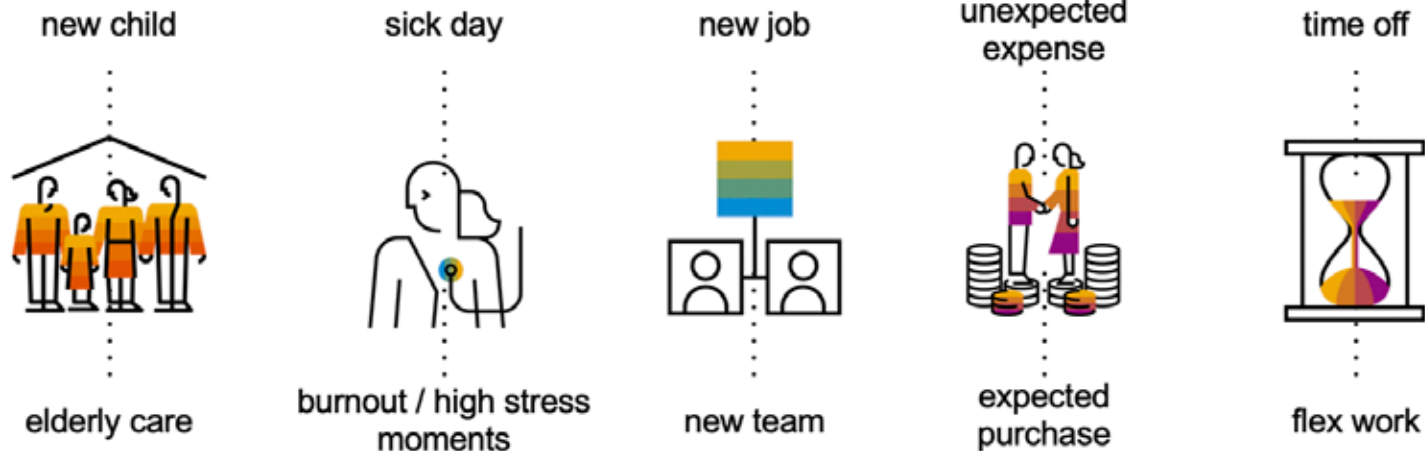 new child
sick day
new job
unexpected
expense
time off
elderly care
burnout / high stress
moments
new team
expected
purchase
flex work